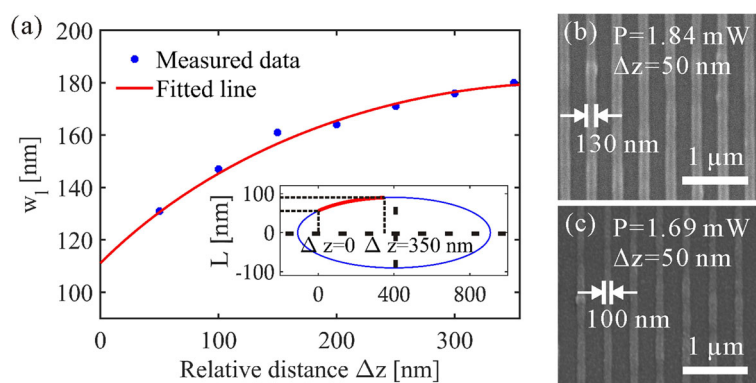 (a)
200
180
160
140
120
100
w₁ [nm]
Measured data
Fitted line
L [nm]
100
0
-100
Δ z=0 Δ z=350 nm
0 400 800
0 100 200 300
Relative distance Δz [nm]
(b) P=1.84 mW
Δz=50 nm
130 nm
1 µm
(c) P=1.69 mW
Δz=50 nm
100 nm
1 µm